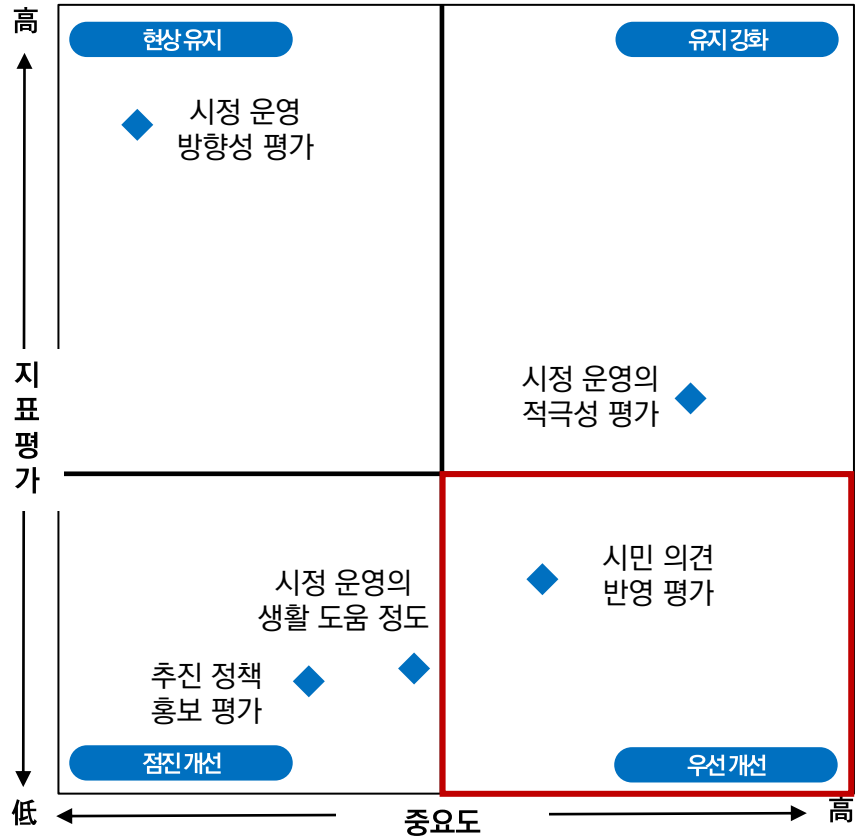 高
현상 유지
유지 강화
시정 운영
방향성 평가
지
표
평
가
시정 운영의
적극성 평가
시정 운영의
생활 도움 정도
시민 의견
반영 평가
추진 정책
홍보 평가
점진 개선
우선 개선
低
중요도
高